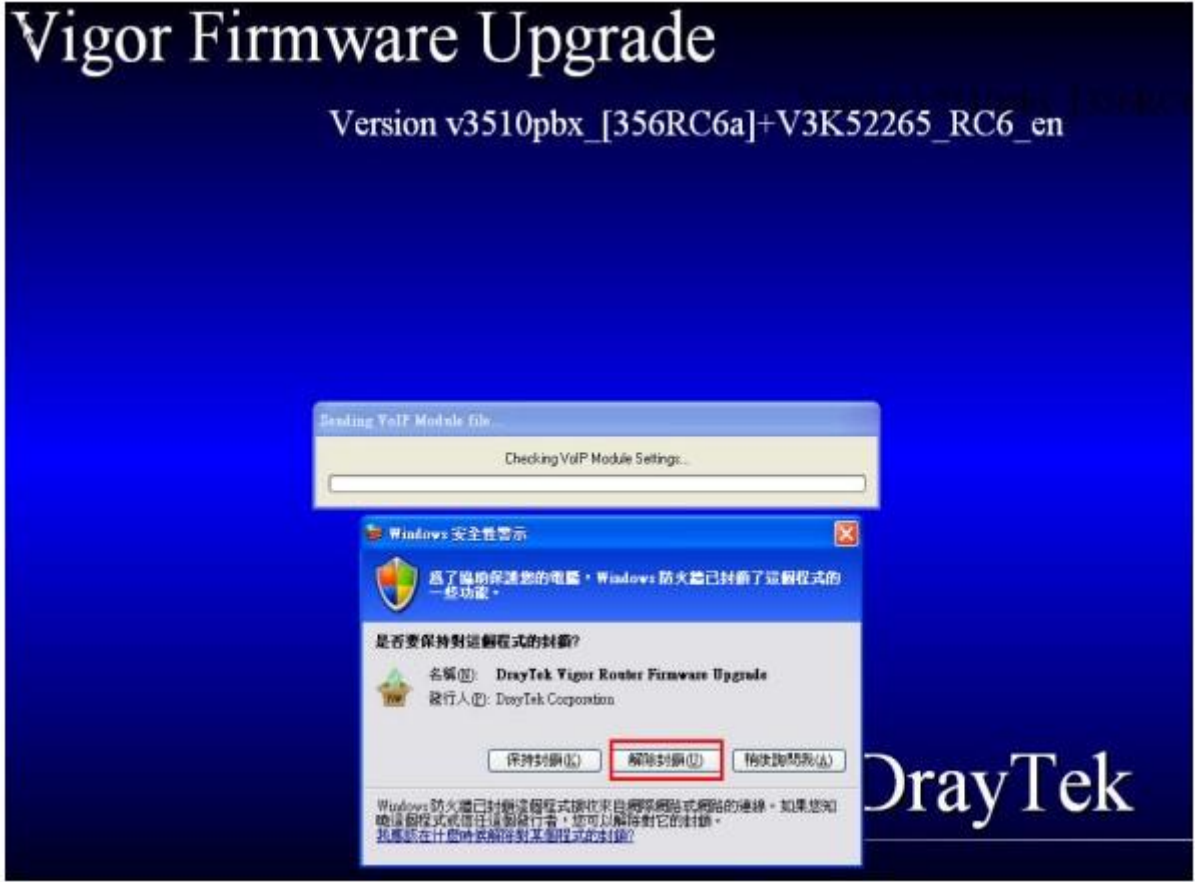 Vigor Firmware Upgrade
Version v3510pbx_[356RC6a]+V3K52265_RC6_en
Sending VoIP Module file...
Checking VoIP Module Settings...
Windows 安全性警示
為了協助保護您的電腦，Windows 防火牆已封鎖了這個程式的
一些功能。
是否要保持對這個程式的封鎖?
名稱(N): DrayTek Vigor Router Firmware Upgrade
發行人(P): DrayTek Corporation
保持封鎖(K) 解除封鎖(U) 稍後詢問我(A)
DrayTek
Windows 防火牆已封鎖這個程式接收來自網際網路或網路的連線。如果您知
曉這個程式或信任這個發行者，您可以解除對它的封鎖。
我應該在什麼時候解除對某個程式的封鎖?